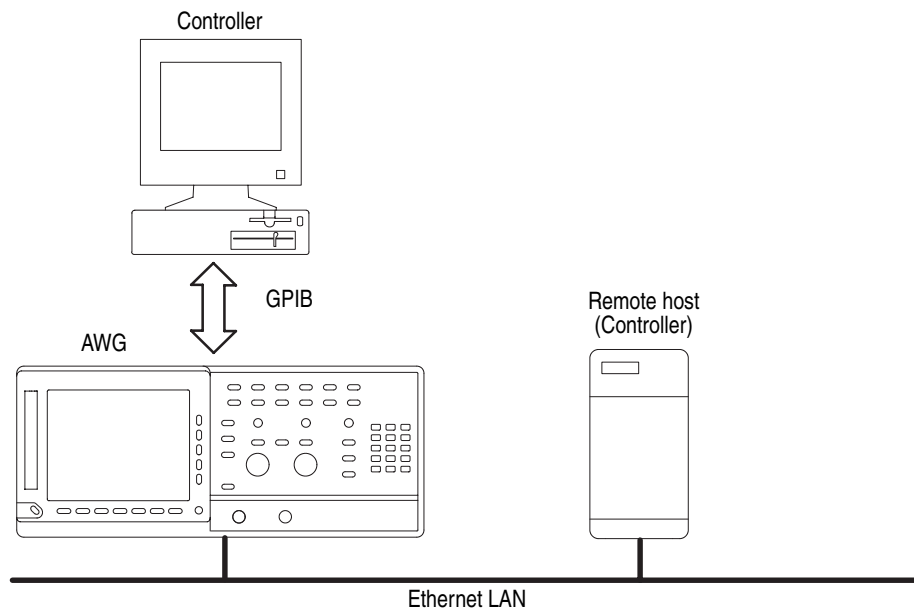 Controller
GPIB
AWG
Remote host
(Controller)
Ethernet LAN